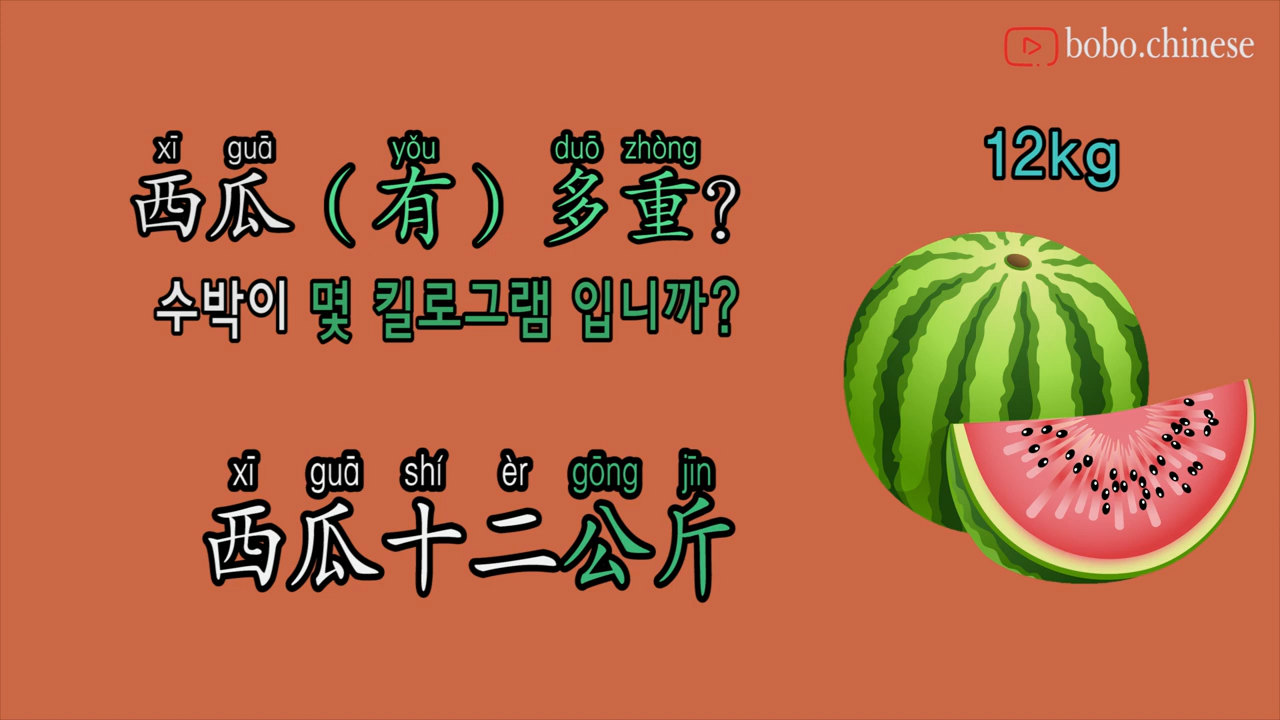 bobo.chinese
12kg
xī guā yǒu duō zhòng
西瓜（有）多重?
수박이 몇 킬로그램 입니까?
xī guā shí èr gōng jīn
西瓜十二公斤